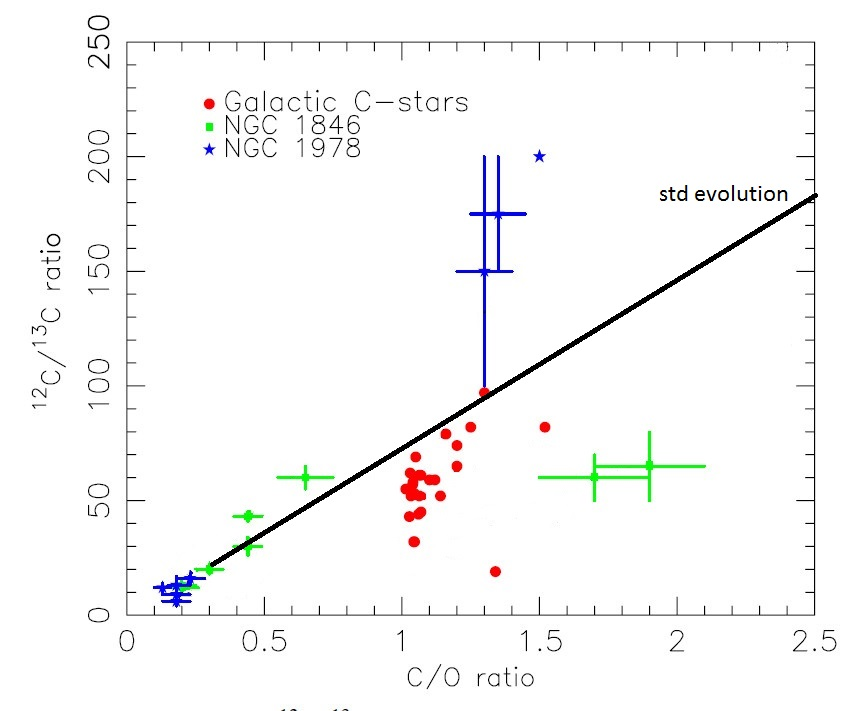 250
200
150
100
50
0
¹²C/¹³C ratio
Galactic C-stars
NGC 1846
NGC 1978
std evolution
0 0.5 1 1.5 2 2.5
C/O ratio